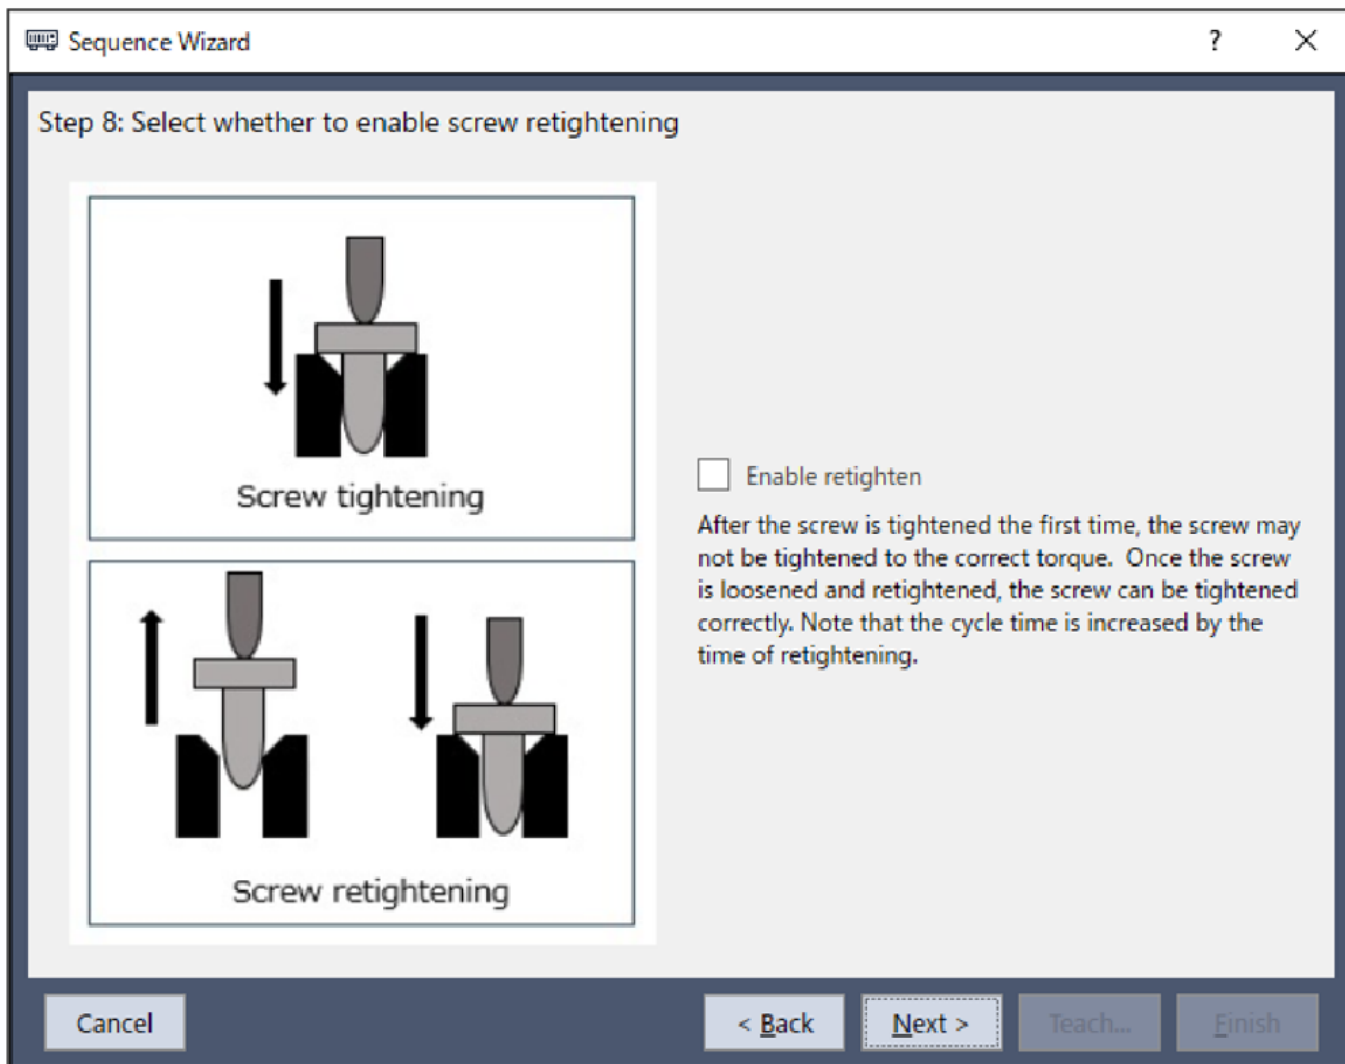 Sequence Wizard
?
Step 8: Select whether to enable screw retightening
Screw tightening
Screw retightening
Enable retighten
After the screw is tightened the first time, the screw may
not be tightened to the correct torque.  Once the screw
is loosened and retightened, the screw can be tightened
correctly. Note that the cycle time is increased by the
time of retightening.
Cancel
< Back
Next >
Teach...
Finish